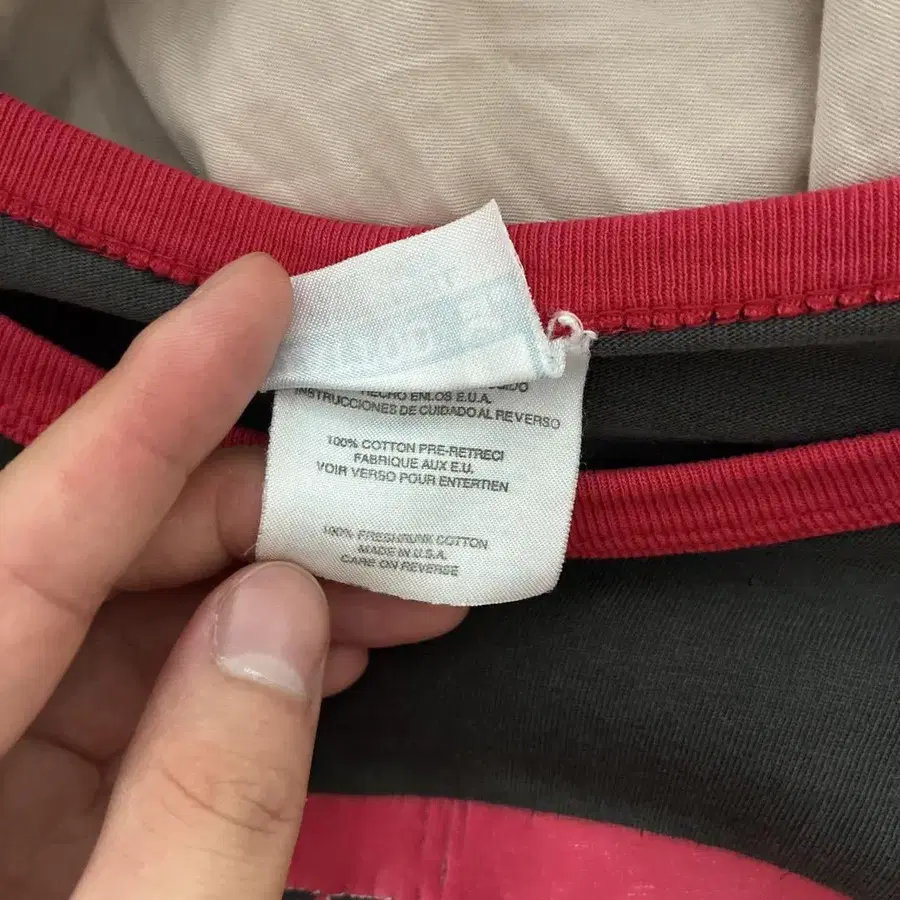 HECHO EN LOS E.U.A.
INSTRUCCIONES DE CUIDADO AL REVERSO
100% COTTON PRE-RETRECI
FABRIQUE AUX E.U.
VOIR VERSO POUR ENTERTIEN
100% PRESHRUNK COTTON
MADE IN U.S.A.
CARE ON REVERSE